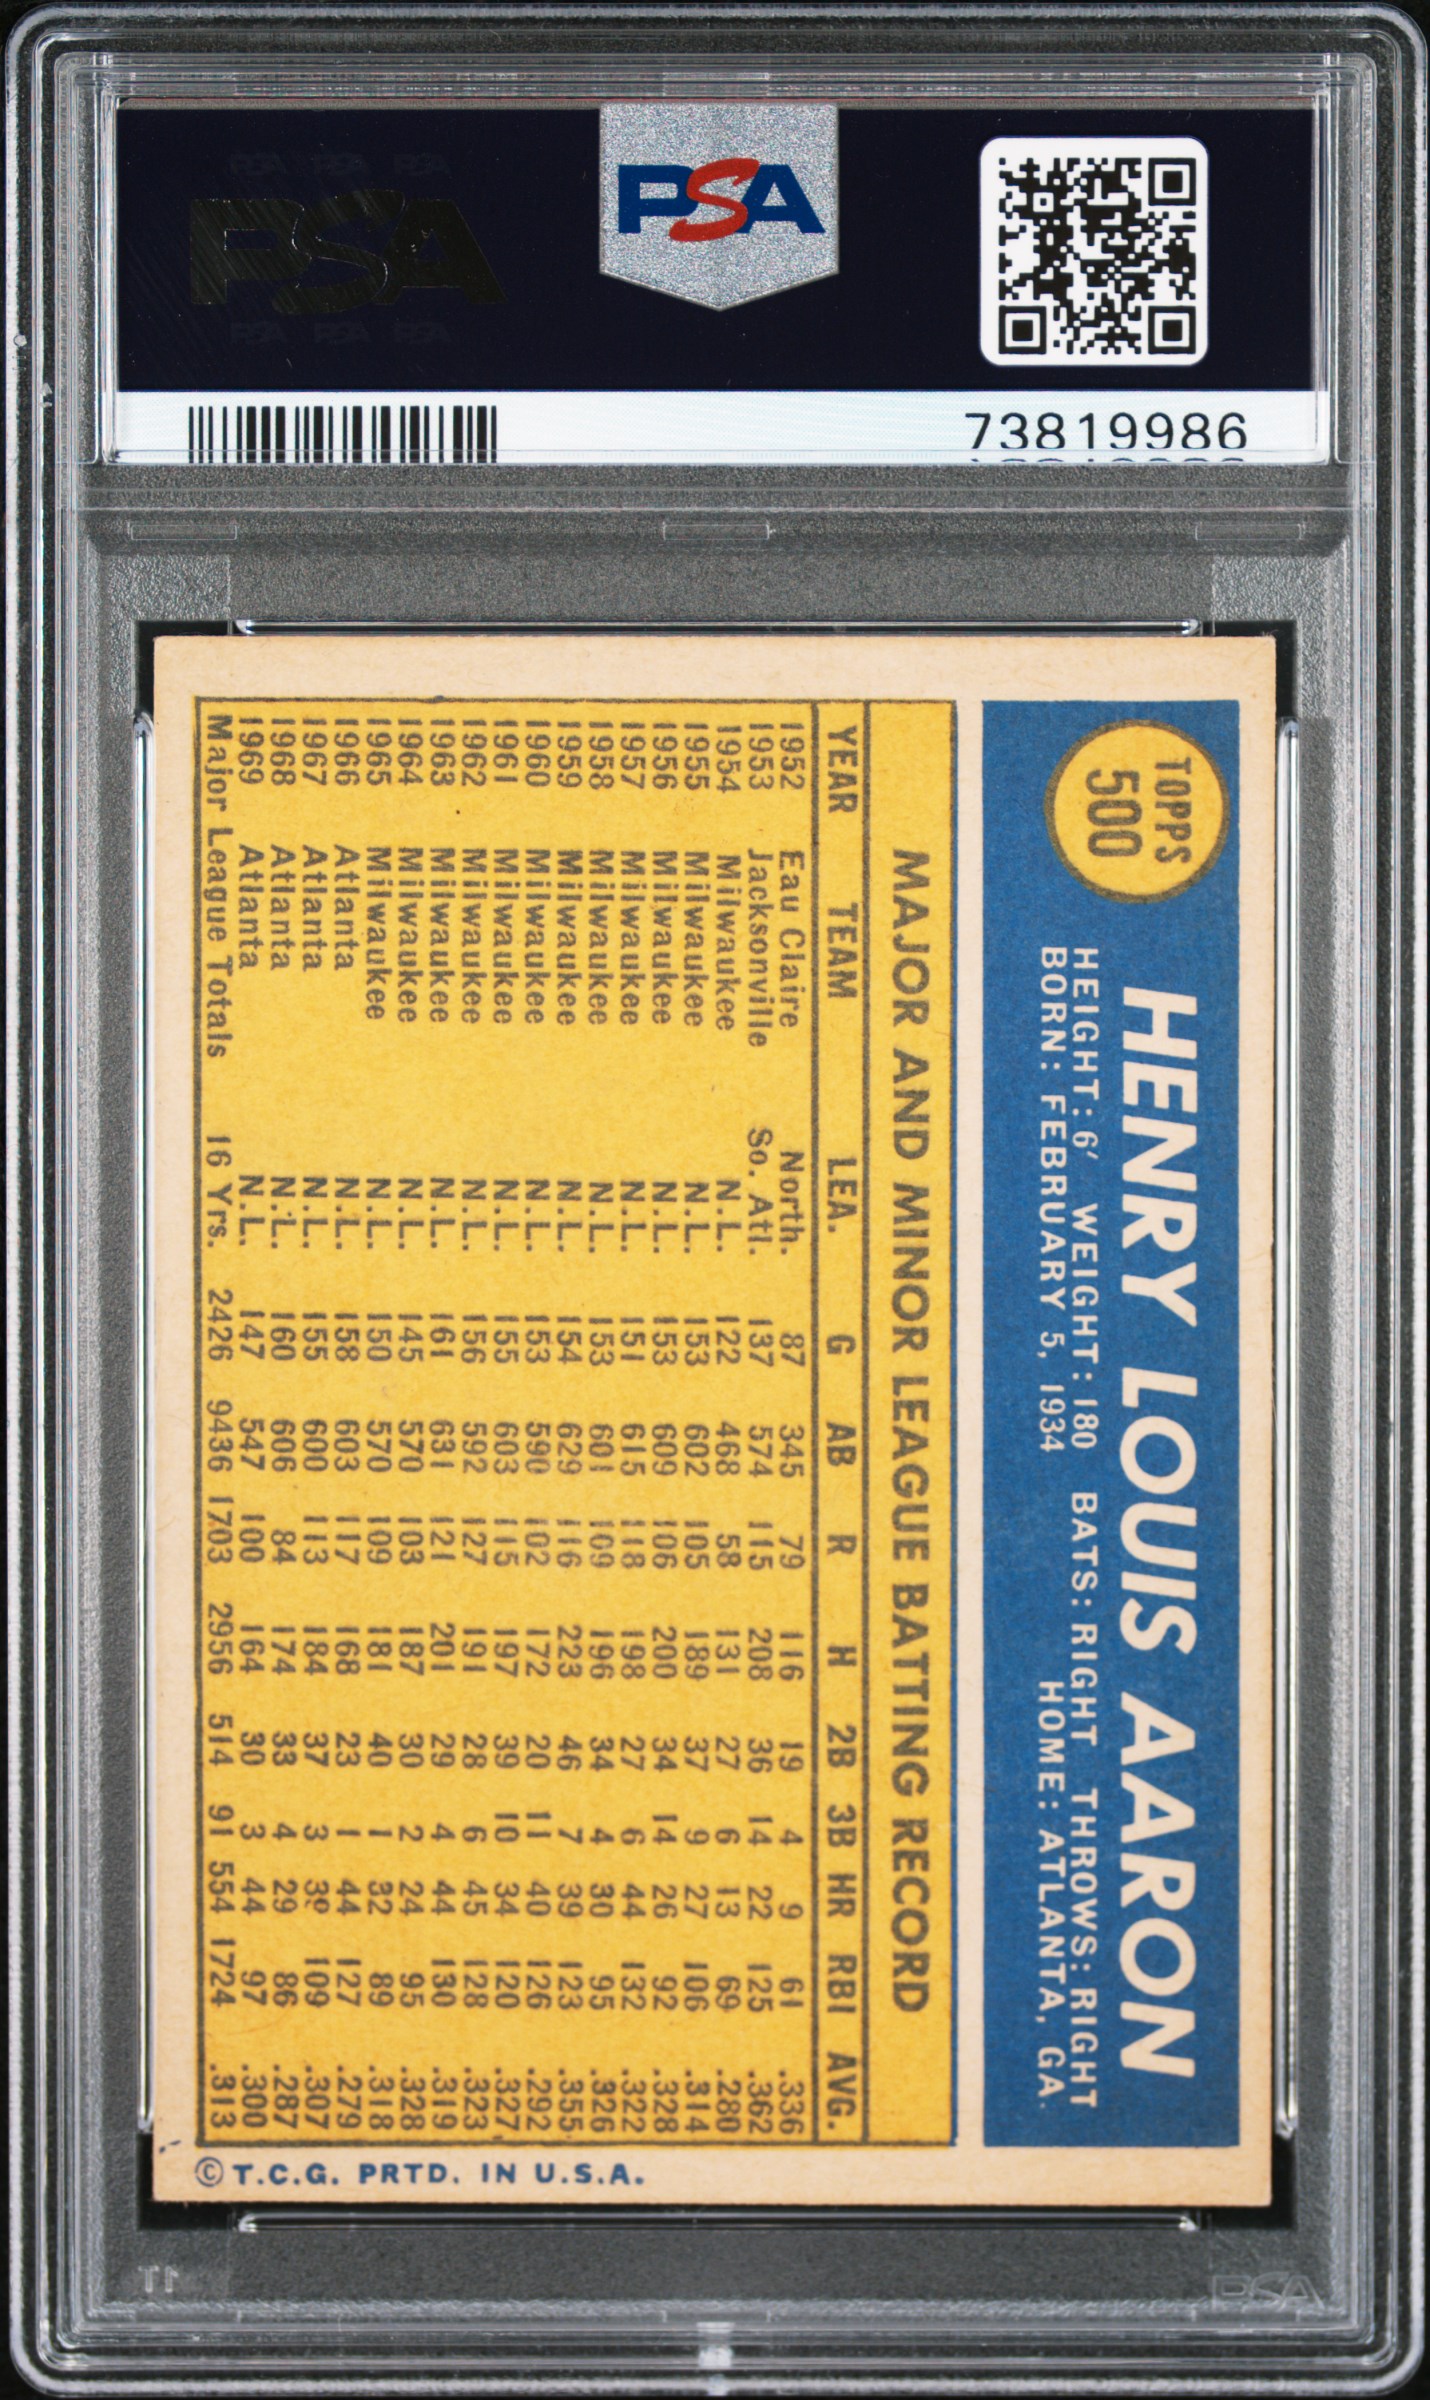 PSA
PSA PSA PSA
PSA
PSA PSA PSA
73819986
TOPPS
500
HENRY LOUIS AARON
HEIGHT: 6' WEIGHT: 180 BATS: RIGHT THROWS: RIGHT
BORN: FEBRUARY 5, 1934 HOME: ATLANTA, GA.
MAJOR AND MINOR LEAGUE BATTING RECORD
YEAR TEAM LEA. G AB R H 2B 3B HR RBI AVG.
1952 Eau Claire North. 87 345 79 116 19 4 9 61 .336
1953 Jacksonville So. Atl. 137 574 115 208 36 14 22 125 .362
1954 Milwaukee N.L. 122 468 58 131 27 6 13 69 .280
1955 Milwaukee N.L. 153 602 105 189 37 9 27 106 .314
1956 Milwaukee N.L. 153 609 106 200 34 14 26 92 .328
1957 Milwaukee N.L. 151 615 118 198 27 6 44 132 .322
1958 Milwaukee N.L. 153 601 109 196 34 4 30 95 .326
1959 Milwaukee N.L. 154 629 116 223 46 7 39 123 .355
1960 Milwaukee N.L. 153 590 102 172 20 11 40 126 .292
1961 Milwaukee N.L. 155 603 115 197 39 10 34 120 .327
1962 Milwaukee N.L. 156 592 127 191 28 6 45 128 .323
1963 Milwaukee N.L. 161 631 121 201 29 4 44 130 .319
1964 Milwaukee N.L. 145 570 103 187 30 2 24 95 .328
1965 Milwaukee N.L. 150 570 109 181 40 1 32 89 .318
1966 Atlanta N.L. 158 603 117 168 23 1 44 127 .279
1967 Atlanta N.L. 155 600 113 184 37 3 39 109 .307
1968 Atlanta N.L. 160 606 84 174 33 4 29 86 .287
1969 Atlanta N.L. 147 547 100 164 30 3 44 97 .300
Major League Totals 16 Yrs. 2426 9436 1703 2956 514 91 554 1724 .313
© T.C.G. PRTD. IN U.S.A.
PSA